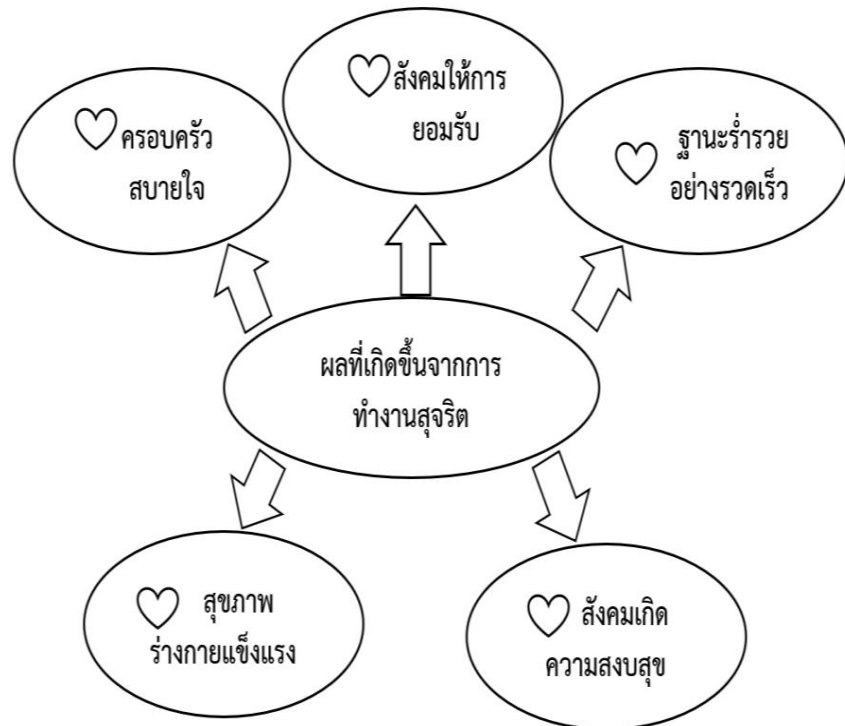 ครอบครัว
สบายใจ
สังคมให้การ
ยอมรับ
ฐานะร่ำรวย
อย่างรวดเร็ว
ผลที่เกิดขึ้นจากการ
ทำงานสุจริต
สุขภาพ
ร่างกายแข็งแรง
สังคมเกิด
ความสงบสุข